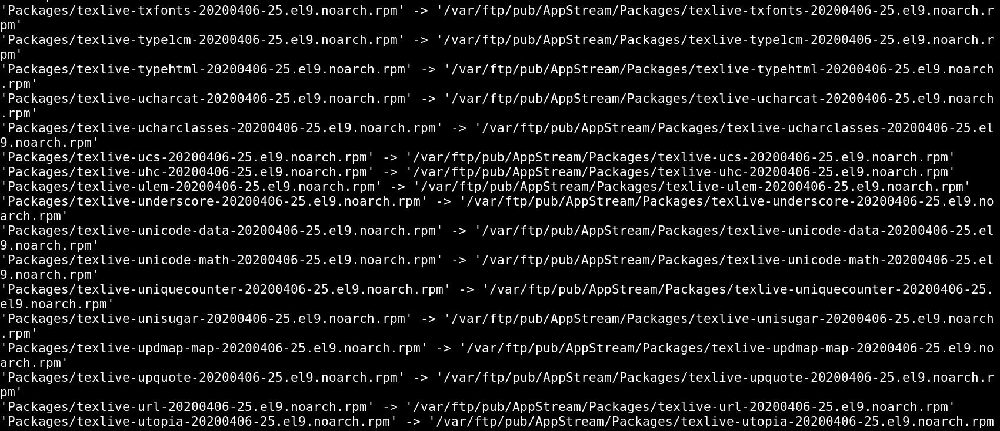 'Packages/texlive-txfonts-20200406-25.el9.noarch.rpm' -> '/var/ftp/pub/AppStream/Packages/texlive-txfonts-20200406-25.el9.noarch.r
pm'
'Packages/texlive-type1cm-20200406-25.el9.noarch.rpm' -> '/var/ftp/pub/AppStream/Packages/texlive-type1cm-20200406-25.el9.noarch.r
pm'
'Packages/texlive-typehtml-20200406-25.el9.noarch.rpm' -> '/var/ftp/pub/AppStream/Packages/texlive-typehtml-20200406-25.el9.noarch
.rpm'
'Packages/texlive-ucharcat-20200406-25.el9.noarch.rpm' -> '/var/ftp/pub/AppStream/Packages/texlive-ucharcat-20200406-25.el9.noarch
.rpm'
'Packages/texlive-ucharclasses-20200406-25.el9.noarch.rpm' -> '/var/ftp/pub/AppStream/Packages/texlive-ucharclasses-20200406-25.el
9.noarch.rpm'
'Packages/texlive-ucs-20200406-25.el9.noarch.rpm' -> '/var/ftp/pub/AppStream/Packages/texlive-ucs-20200406-25.el9.noarch.rpm'
'Packages/texlive-uhc-20200406-25.el9.noarch.rpm' -> '/var/ftp/pub/AppStream/Packages/texlive-uhc-20200406-25.el9.noarch.rpm'
'Packages/texlive-ulem-20200406-25.el9.noarch.rpm' -> '/var/ftp/pub/AppStream/Packages/texlive-ulem-20200406-25.el9.noarch.rpm'
'Packages/texlive-underscore-20200406-25.el9.noarch.rpm' -> '/var/ftp/pub/AppStream/Packages/texlive-underscore-20200406-25.el9.no
arch.rpm'
'Packages/texlive-unicode-data-20200406-25.el9.noarch.rpm' -> '/var/ftp/pub/AppStream/Packages/texlive-unicode-data-20200406-25.el
9.noarch.rpm'
'Packages/texlive-unicode-math-20200406-25.el9.noarch.rpm' -> '/var/ftp/pub/AppStream/Packages/texlive-unicode-math-20200406-25.el
9.noarch.rpm'
'Packages/texlive-uniquecounter-20200406-25.el9.noarch.rpm' -> '/var/ftp/pub/AppStream/Packages/texlive-uniquecounter-20200406-25.
el9.noarch.rpm'
'Packages/texlive-unisugar-20200406-25.el9.noarch.rpm' -> '/var/ftp/pub/AppStream/Packages/texlive-unisugar-20200406-25.el9.noarch
.rpm'
'Packages/texlive-updmap-map-20200406-25.el9.noarch.rpm' -> '/var/ftp/pub/AppStream/Packages/texlive-updmap-map-20200406-25.el9.no
arch.rpm'
'Packages/texlive-upquote-20200406-25.el9.noarch.rpm' -> '/var/ftp/pub/AppStream/Packages/texlive-upquote-20200406-25.el9.noarch.r
pm'
'Packages/texlive-url-20200406-25.el9.noarch.rpm' -> '/var/ftp/pub/AppStream/Packages/texlive-url-20200406-25.el9.noarch.rpm'
'Packages/texlive-utopia-20200406-25.el9.noarch.rpm' -> '/var/ftp/pub/AppStream/Packages/texlive-utopia-20200406-25.el9.noarch.rpm